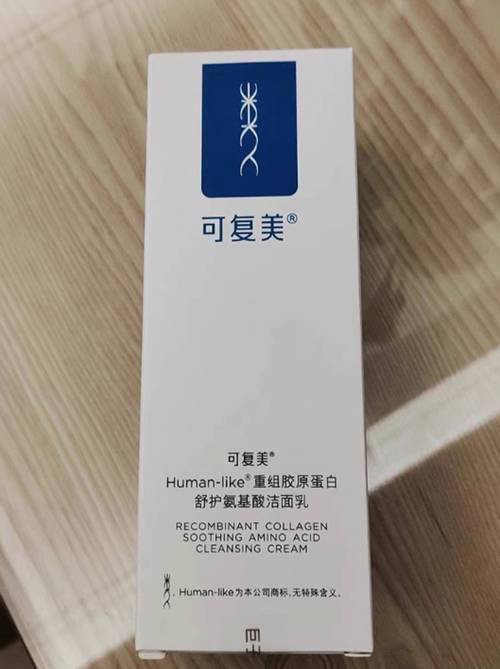 可复美®
可复美®
Human-like®重组胶原蛋白
舒护氨基酸洁面乳
RECOMBINANT COLLAGEN
SOOTHING AMINO ACID
CLEANSING CREAM
, Human-like为本公司商标,无特殊含义。